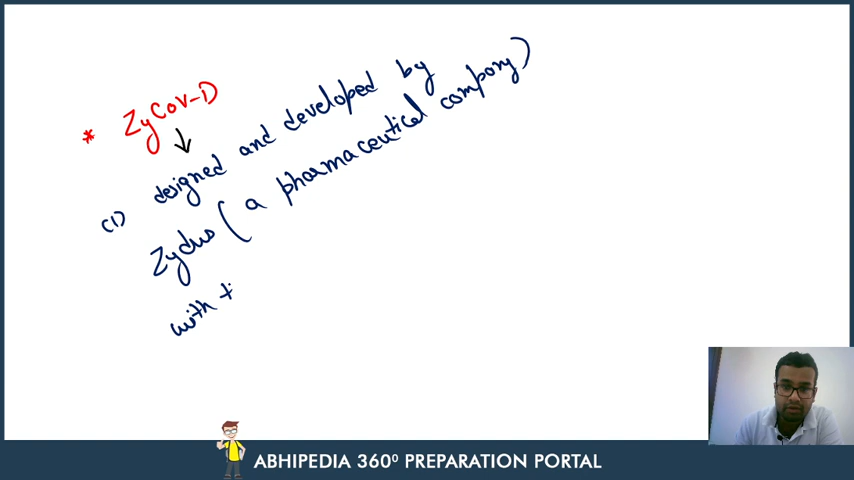 * ZyCoV-D
(1) designed and developed by
Zydus (a pharmaceutical company)
with t
ABHIPEDIA 360° PREPARATION PORTAL